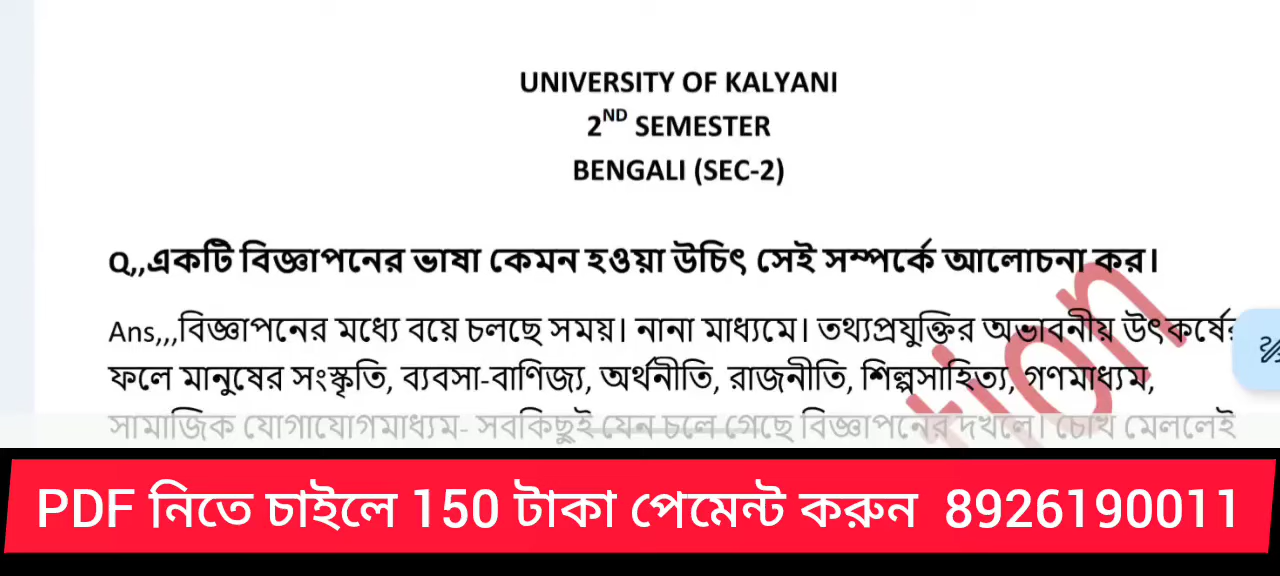 UNIVERSITY OF KALYANI
2ND SEMESTER
BENGALI (SEC-2)
Q,,একটি বিজ্ঞাপনের ভাষা কেমন হওয়া উচিৎ সেই সম্পর্কে আলোচনা কর।
Ans,,,বিজ্ঞাপনের মধ্যে বয়ে চলছে সময়। নানা মাধ্যমে। তথ্যপ্রযুক্তির অভাবনীয় উৎকর্ষের
ফলে মানুষের সংস্কৃতি, ব্যবসা-বাণিজ্য, অর্থনীতি, রাজনীতি, শিল্পসাহিত্য, গণমাধ্যম,
সামাজিক যোগাযোগমাধ্যম- সবকিছুই যেন চলে গেছে বিজ্ঞাপনের দখলে। চোখ মেললেই
PDF নিতে চাইলে 150 টাকা পেমেন্ট করুন 8926190011